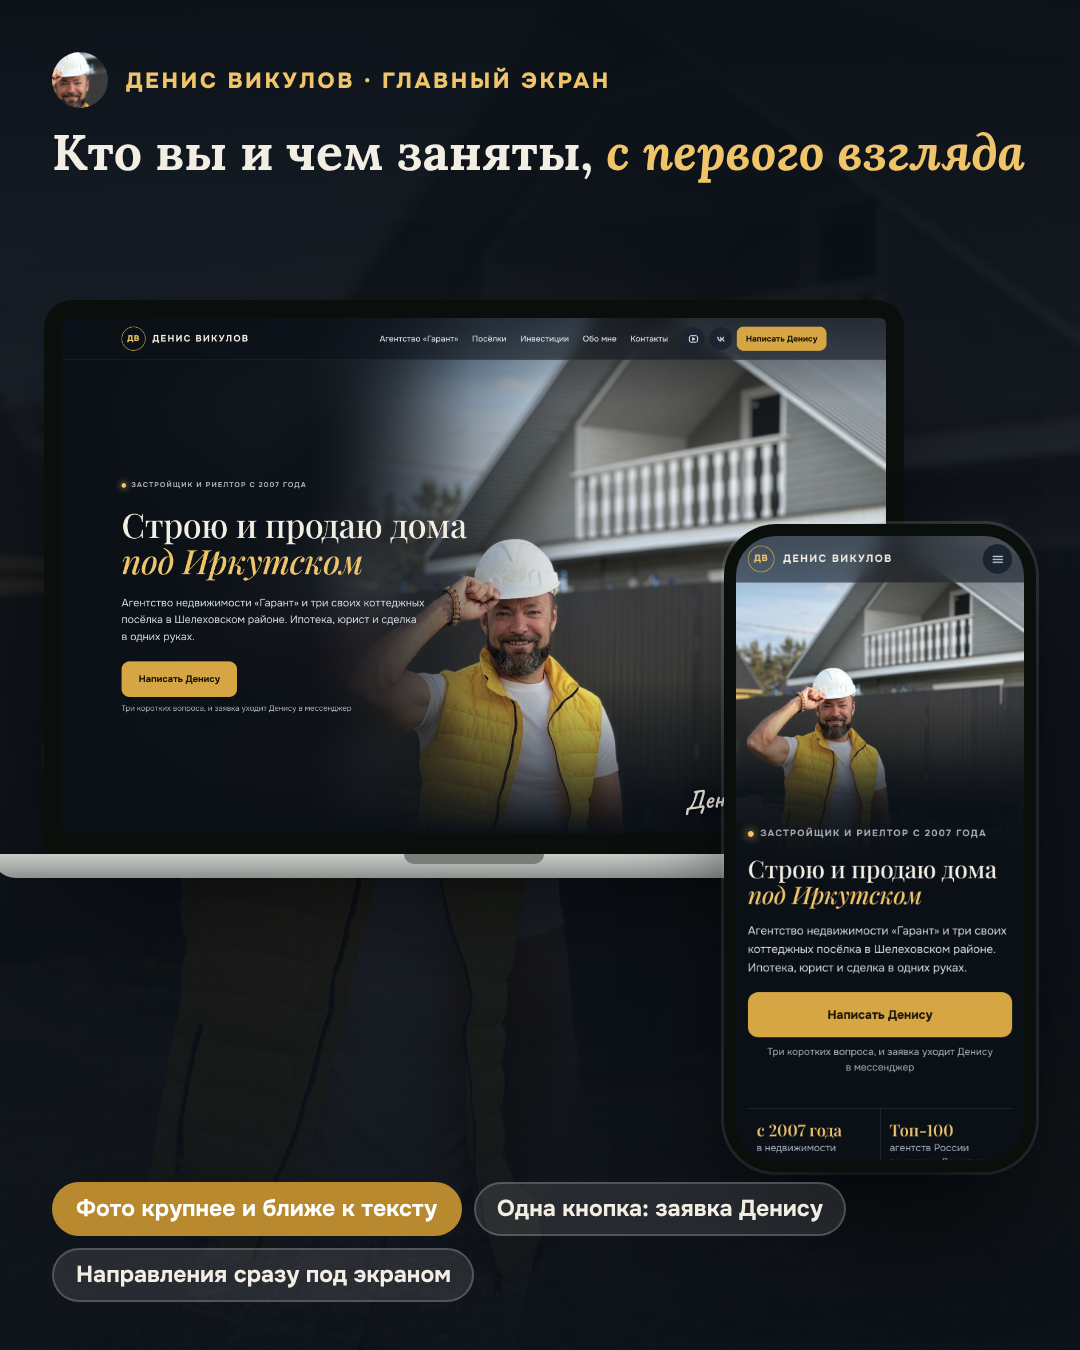 ДЕНИС ВИКУЛОВ · ГЛАВНЫЙ ЭКРАН
Кто вы и чем заняты, с первого взгляда
ДВ ДЕНИС ВИКУЛОВ
Агентство «Гарант» Посёлки Инвестиции Обо мне Контакты Написать Денису
ЗАСТРОЙЩИК И РИЕЛТОР С 2007 ГОДА
Строю и продаю дома
под Иркутском
Агентство недвижимости «Гарант» и три своих коттеджных
посёлка в Шелеховском районе. Ипотека, юрист и сделка
в одних руках.
Написать Денису
Три коротких вопроса, и заявка уходит Денису в мессенджер
Ден
ДВ ДЕНИС ВИКУЛОВ
ЗАСТРОЙЩИК И РИЕЛТОР С 2007 ГОДА
Строю и продаю дома
под Иркутском
Агентство недвижимости «Гарант» и три своих
коттеджных посёлка в Шелеховском районе.
Ипотека, юрист и сделка в одних руках.
Написать Денису
Три коротких вопроса, и заявка уходит Денису
в мессенджер
с 2007 года
в недвижимости
Топ-100
агентств России
Фото крупнее и ближе к тексту
Одна кнопка: заявка Денису
Направления сразу под экраном